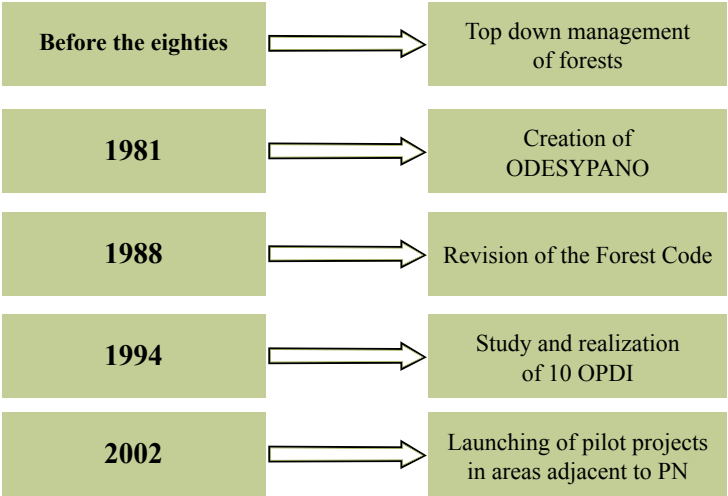 Before the eighties
Top down management
of forests
1981
Creation of
ODESYPANO
1988
Revision of the Forest Code
1994
Study and realization
of 10 OPDI
2002
Launching of pilot projects
in areas adjacent to PN